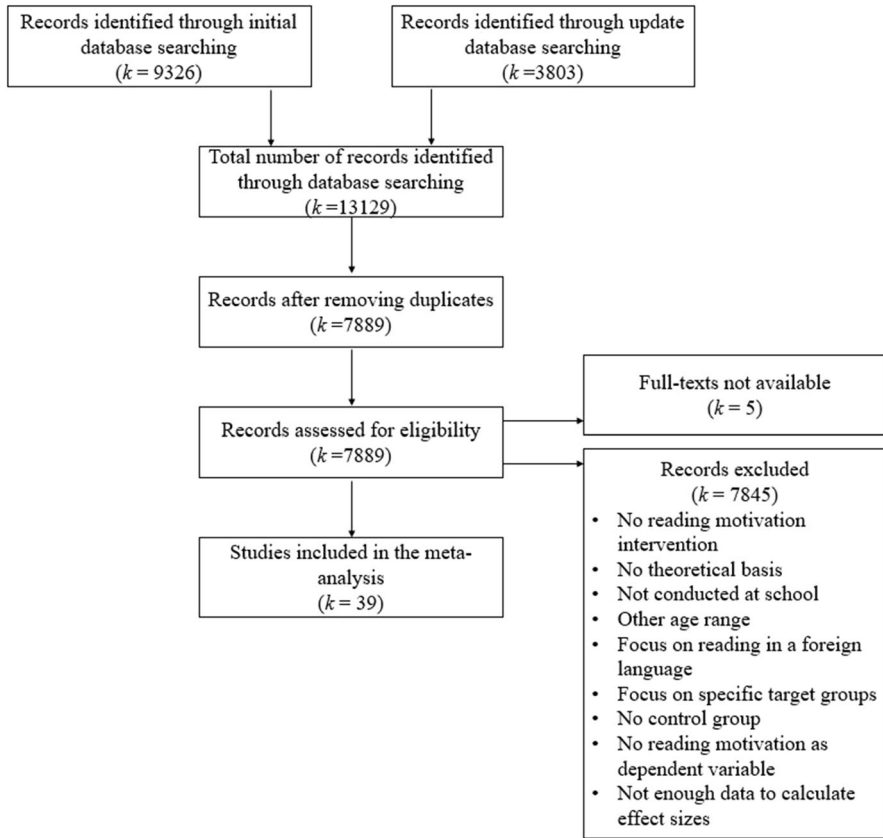 Records identified through initial
database searching
(k = 9326)
Records identified through update
database searching
(k =3803)
Total number of records identified
through database searching
(k =13129)
Records after removing duplicates
(k =7889)
Records assessed for eligibility
(k =7889)
Full-texts not available
(k = 5)
Records excluded
(k = 7845)
• No reading motivation
intervention
• No theoretical basis
• Not conducted at school
• Other age range
• Focus on reading in a foreign
language
• Focus on specific target groups
• No control group
• No reading motivation as
dependent variable
• Not enough data to calculate
effect sizes
Studies included in the meta-
analysis
(k = 39)